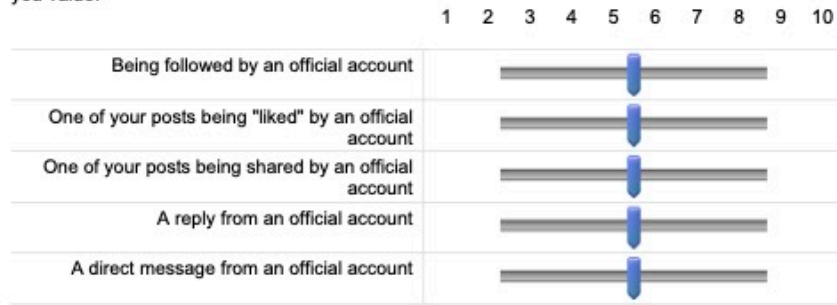 1 2 3 4 5 6 7 8 9 10
Being followed by an official account
One of your posts being "liked" by an official
account
One of your posts being shared by an official
account
A reply from an official account
A direct message from an official account